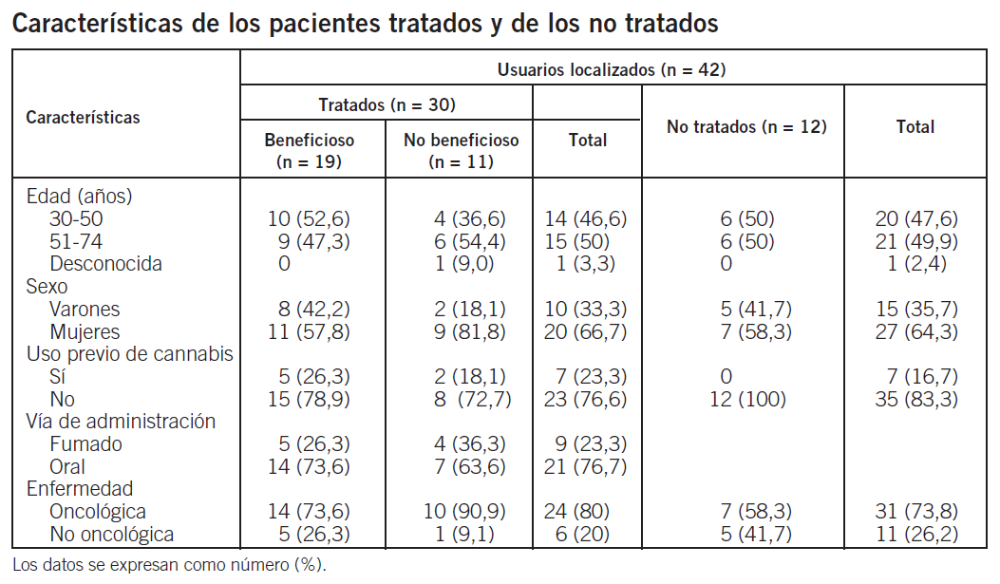 Características de los pacientes tratados y de los no tratados
Características
Usuarios localizados (n = 42)
Tratados (n = 30)
No tratados (n = 12)
Total
Beneficioso (n = 19)
No beneficioso (n = 11)
Total
Edad (años)
30-50 10 (52,6) 4 (36,6) 14 (46,6) 6 (50) 20 (47,6)
51-74 9 (47,3) 6 (54,4) 15 (50) 6 (50) 21 (49,9)
Desconocida 0 1 (9,0) 1 (3,3) 0 1 (2,4)
Sexo
Varones 8 (42,2) 2 (18,1) 10 (33,3) 5 (41,7) 15 (35,7)
Mujeres 11 (57,8) 9 (81,8) 20 (66,7) 7 (58,3) 27 (64,3)
Uso previo de cannabis
Sí 5 (26,3) 2 (18,1) 7 (23,3) 0 7 (16,7)
No 15 (78,9) 8 (72,7) 23 (76,6) 12 (100) 35 (83,3)
Vía de administración
Fumado 5 (26,3) 4 (36,3) 9 (23,3)
Oral 14 (73,6) 7 (63,6) 21 (76,7)
Enfermedad
Oncológica 14 (73,6) 10 (90,9) 24 (80) 7 (58,3) 31 (73,8)
No oncológica 5 (26,3) 1 (9,1) 6 (20) 5 (41,7) 11 (26,2)
Los datos se expresan como número (%).